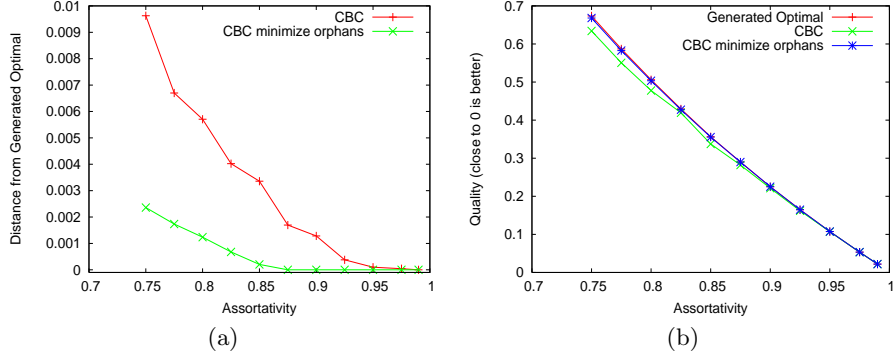 0.01
0.009
0.008
0.007
0.006
0.005
0.004
0.003
0.002
0.001
0
Distance from Generated Optimal
CBC
CBC minimize orphans
0.7 0.75 0.8 0.85 0.9 0.95 1
Assortativity
(a)
0.7
0.6
0.5
0.4
0.3
0.2
0.1
0
Quality (close to 0 is better)
Generated Optimal
CBC
CBC minimize orphans
0.7 0.75 0.8 0.85 0.9 0.95 1
Assortativity
(b)